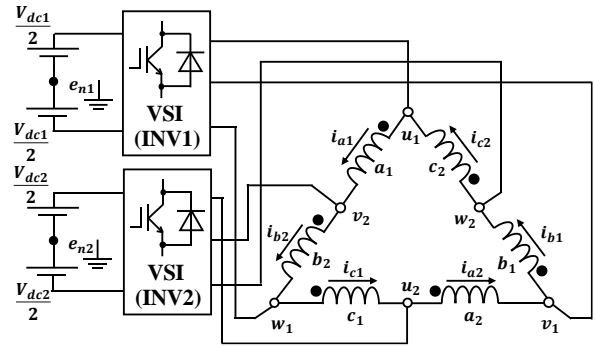 V_dc1/2
e_n1
V_dc1/2
VSI
(INV1)
V_dc2/2
e_n2
V_dc2/2
VSI
(INV2)
u_1
i_a1
a_1
i_c2
c_2
v_2
w_2
i_b2
b_2
i_b1
b_1
i_c1
u_2
i_a2
w_1
c_1
a_2
v_1